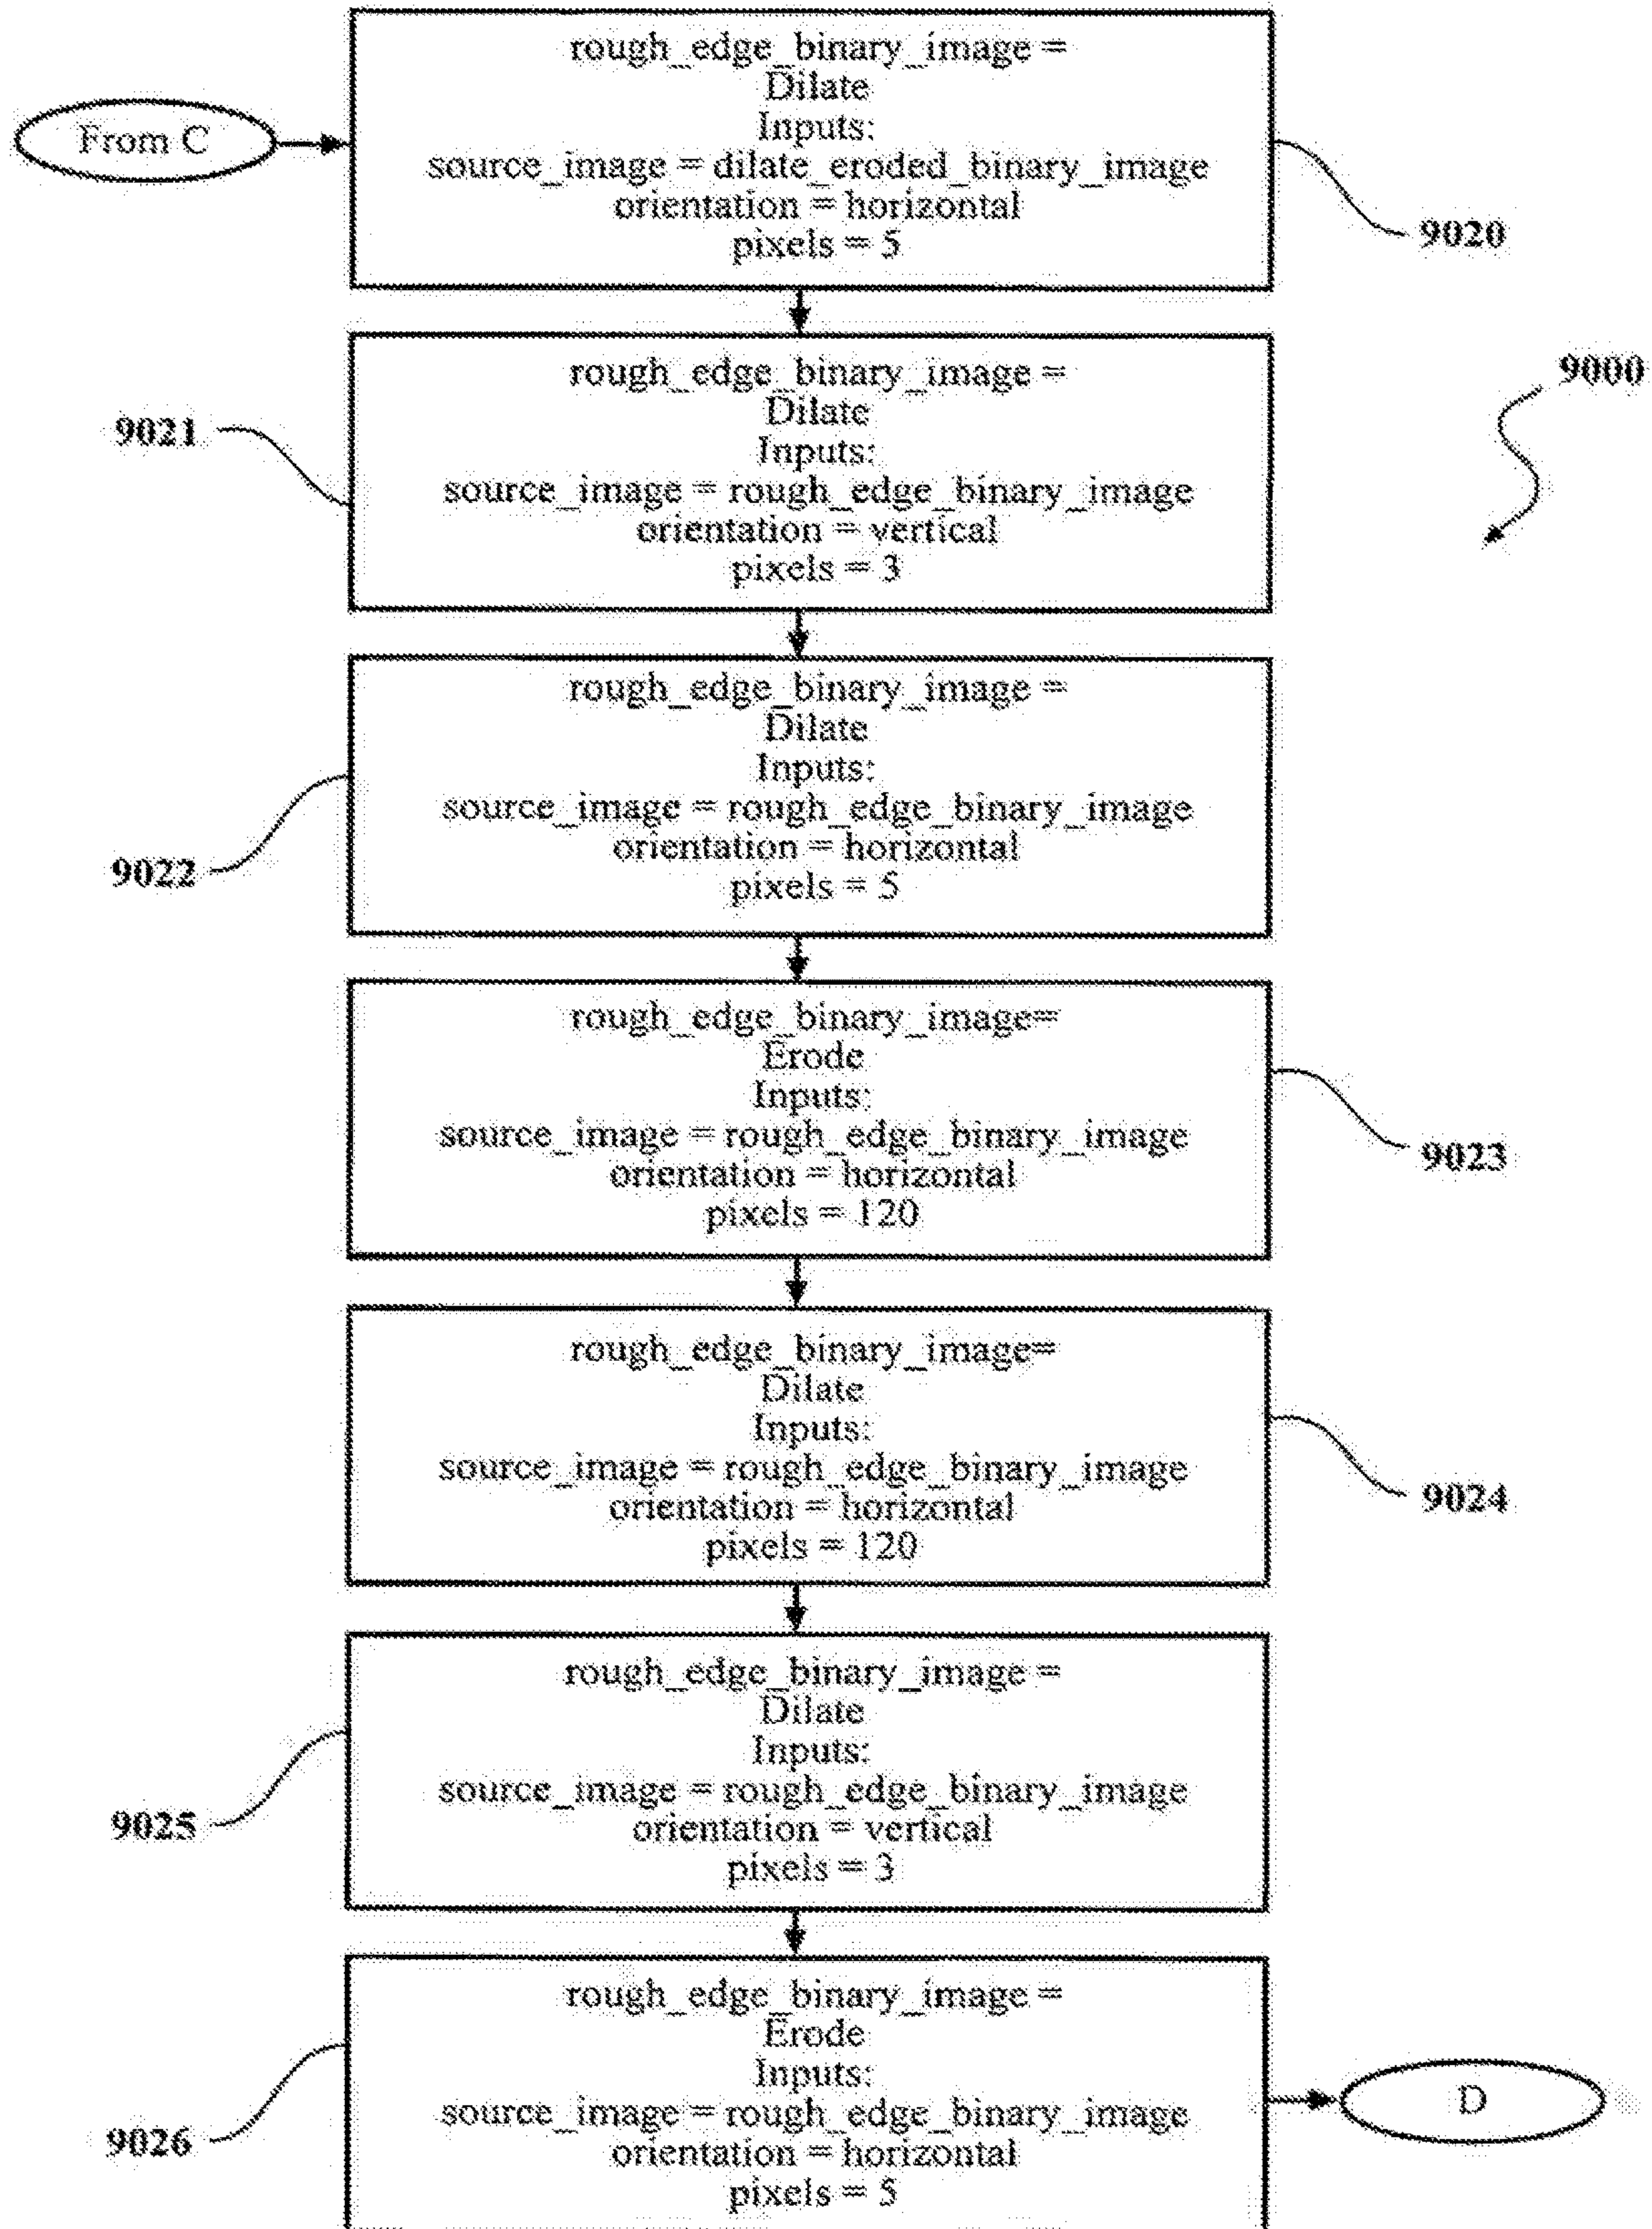 From C
rough_edge_binary_image =
Dilate
Inputs:
source_image = dilate_eroded_binary_image
orientation = horizontal
pixels = 5
9020
rough_edge_binary_image =
Dilate
Inputs:
source_image = rough_edge_binary_image
orientation = vertical
pixels = 3
9021
9000
rough_edge_binary_image =
Dilate
Inputs:
source_image = rough_edge_binary_image
orientation = horizontal
pixels = 5
9022
rough_edge_binary_image=
Erode
Inputs:
source_image = rough_edge_binary_image
orientation = horizontal
pixels = 120
9023
rough_edge_binary_image=
Dilate
Inputs:
source_image = rough_edge_binary_image
orientation = horizontal
pixels = 120
9024
rough_edge_binary_image =
Dilate
Inputs:
source_image = rough_edge_binary_image
orientation = vertical
pixels = 3
9025
rough_edge_binary_image =
Erode
Inputs:
source_image = rough_edge_binary_image
orientation = horizontal
pixels = 5
9026
D